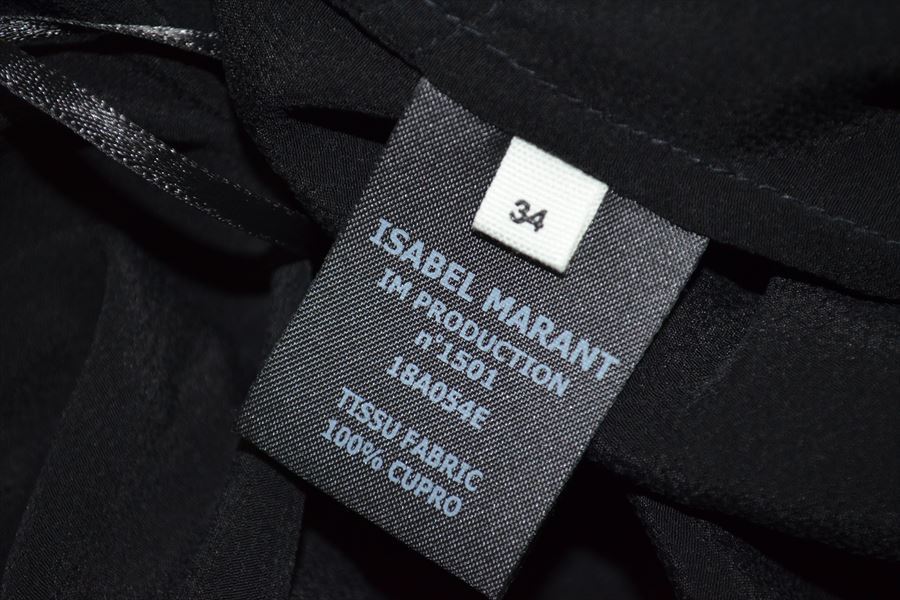 34
ISABEL MARANT
IM PRODUCTION
n°1501
18A054E
TISSU FABRIC
100% CUPRO